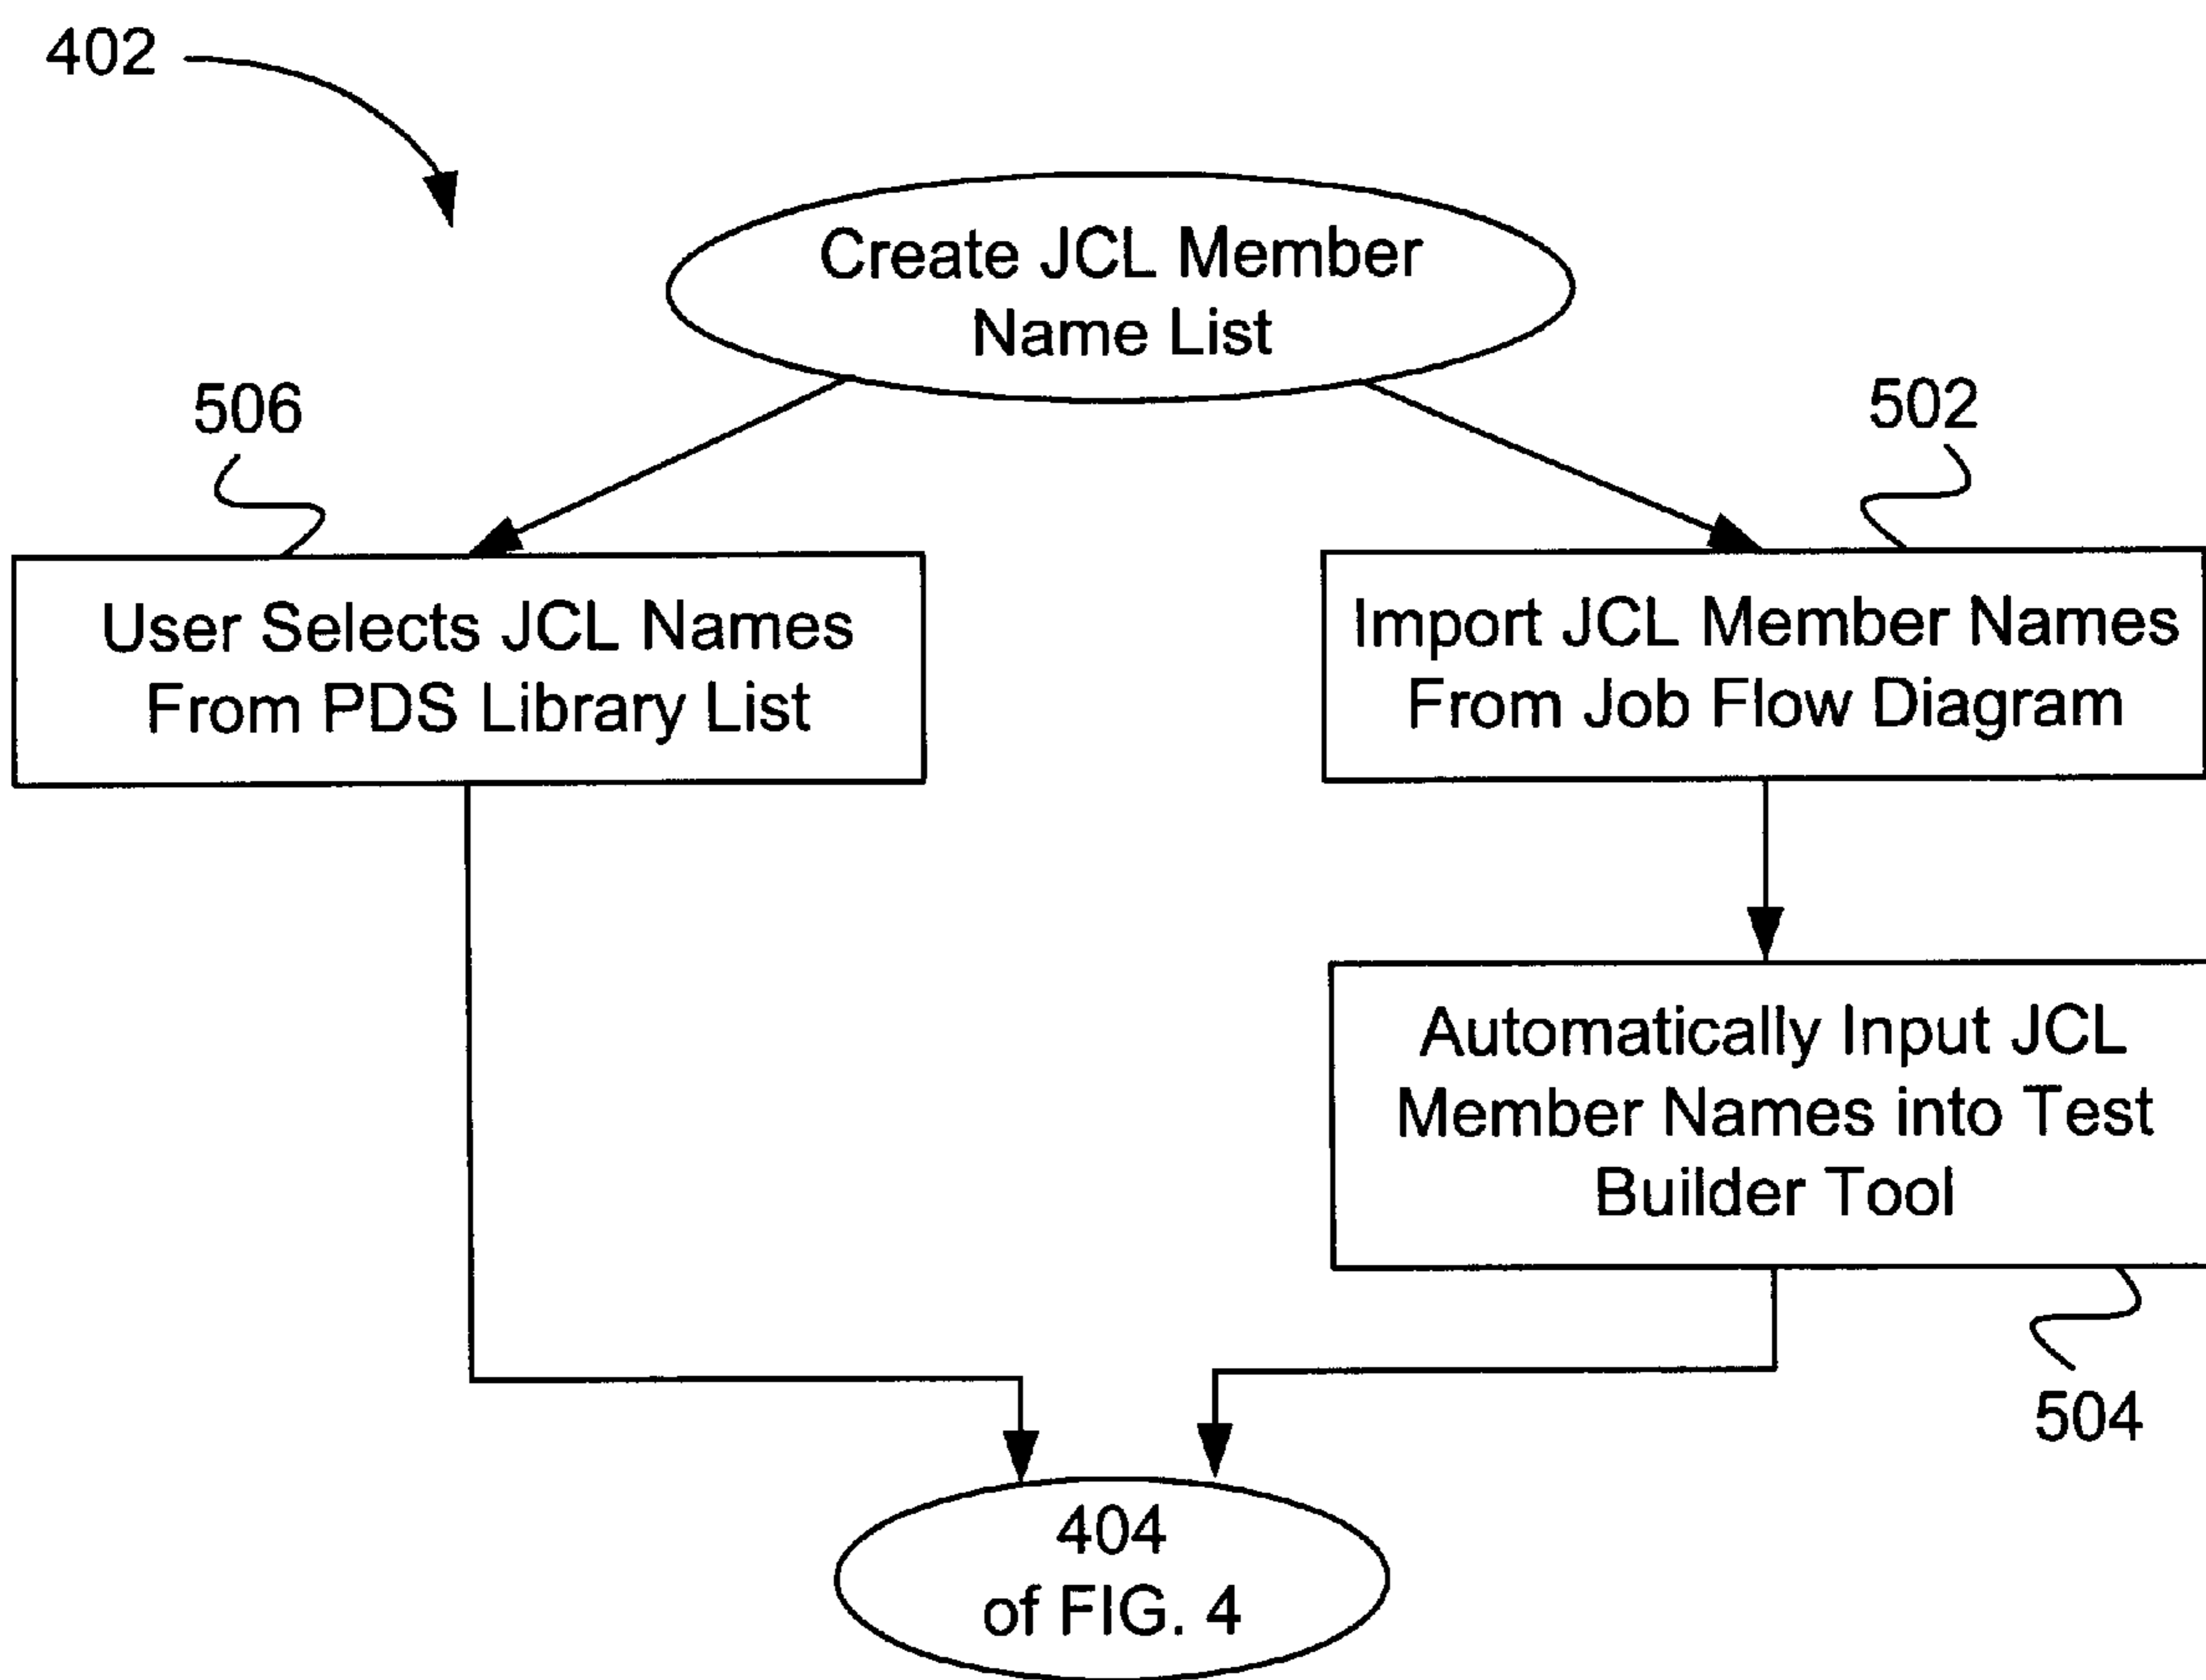 402
Create JCL Member
Name List
506
502
User Selects JCL Names
From PDS Library List
Import JCL Member Names
From Job Flow Diagram
Automatically Input JCL
Member Names into Test
Builder Tool
504
404
of FIG. 4